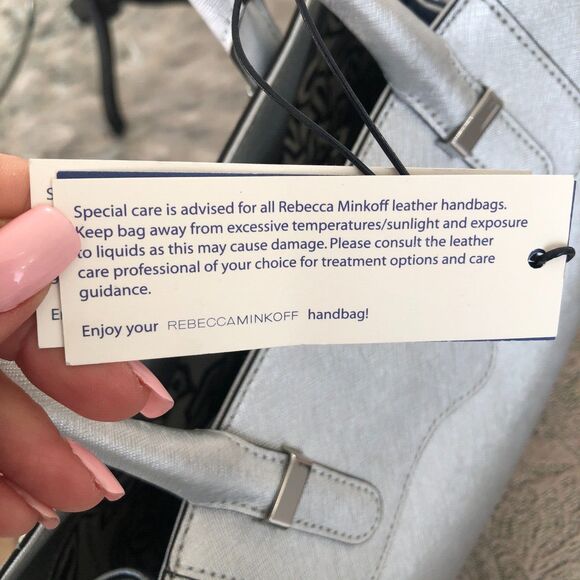 Special care is advised for all Rebecca Minkoff leather handbags.
Keep bag away from excessive temperatures/sunlight and exposure
to liquids as this may cause damage. Please consult the leather
care professional of your choice for treatment options and care
guidance.
Enjoy your REBECCAMINKOFF handbag!